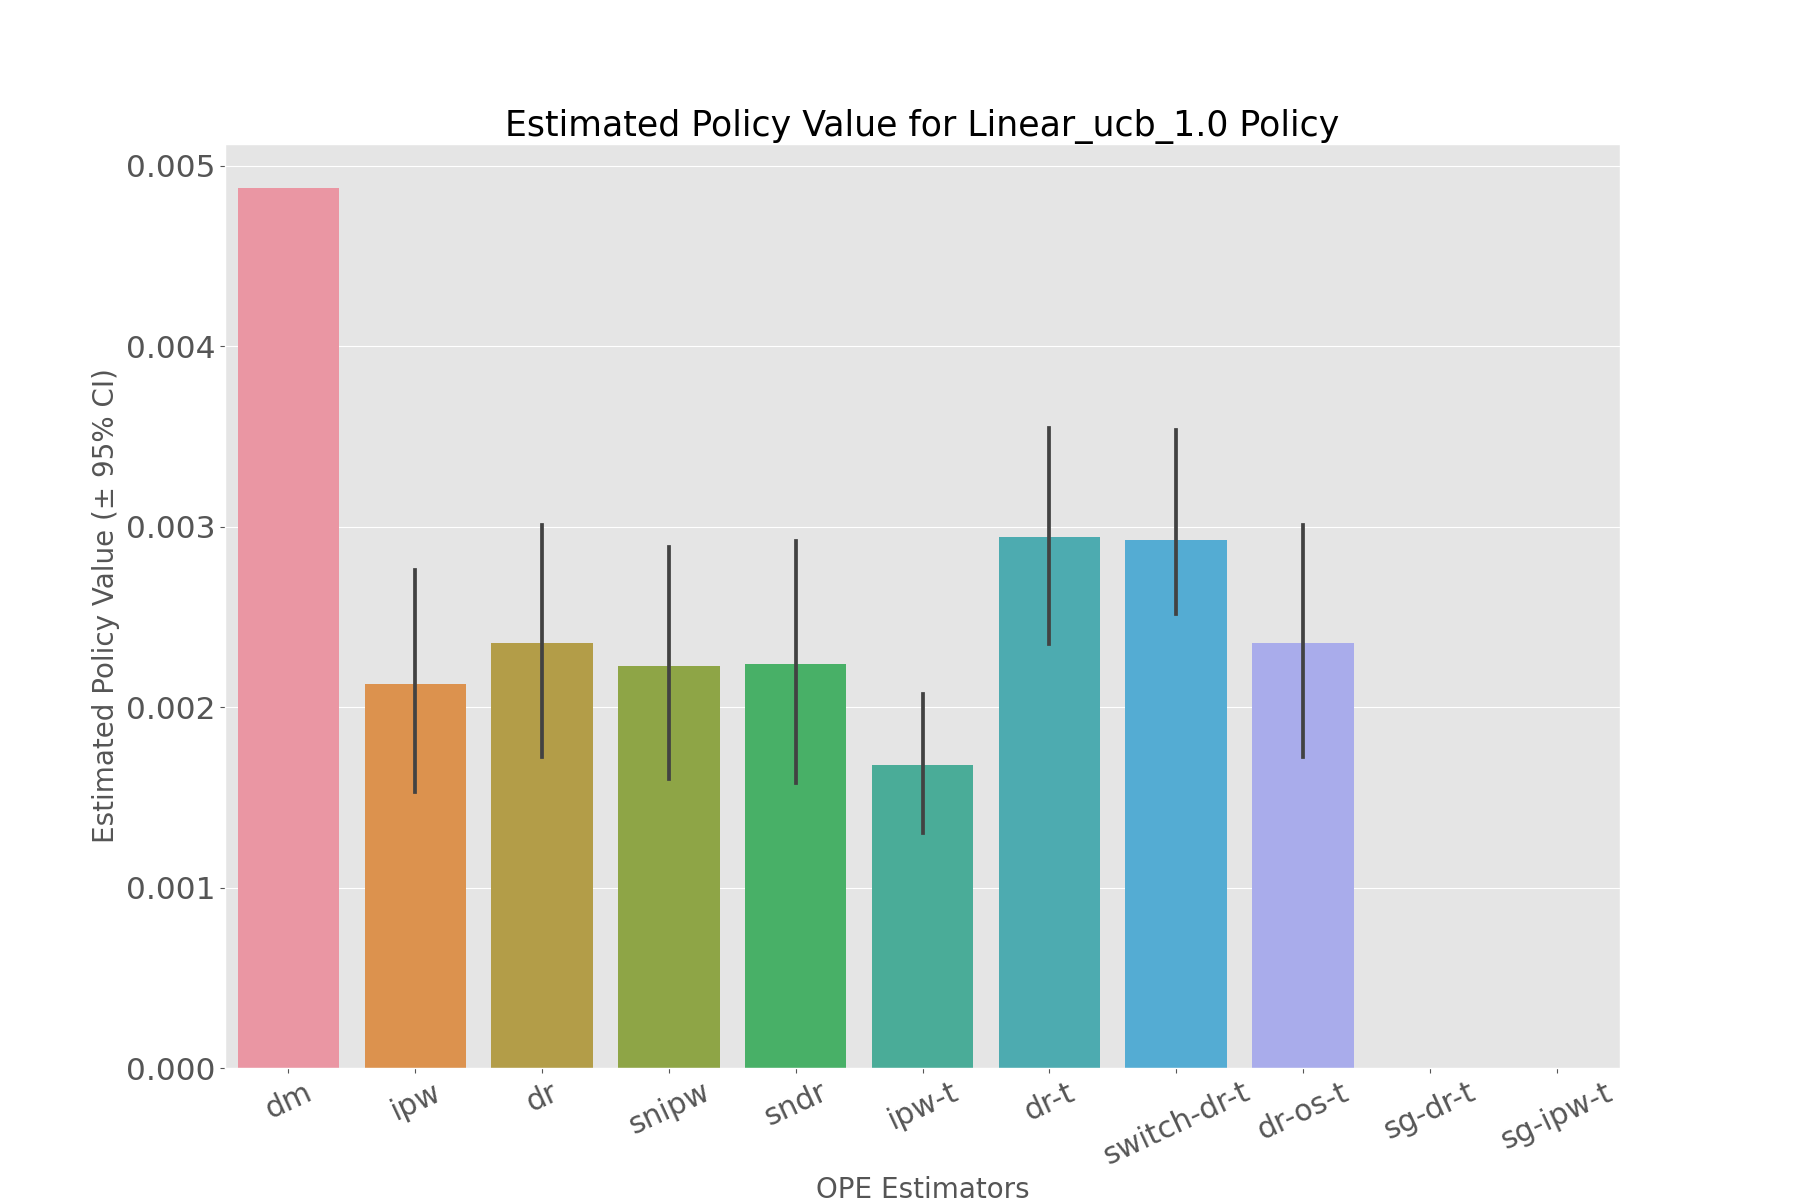 Estimated Policy Value for Linear_ucb_1.0 Policy
Estimated Policy Value (± 95% CI)
0.005
0.004
0.003
0.002
0.001
0.000
dm
ipw
dr
snipw
sndr
ipw-t
dr-t
switch-dr-t
dr-os-t
sg-dr-t
sg-ipw-t
OPE Estimators